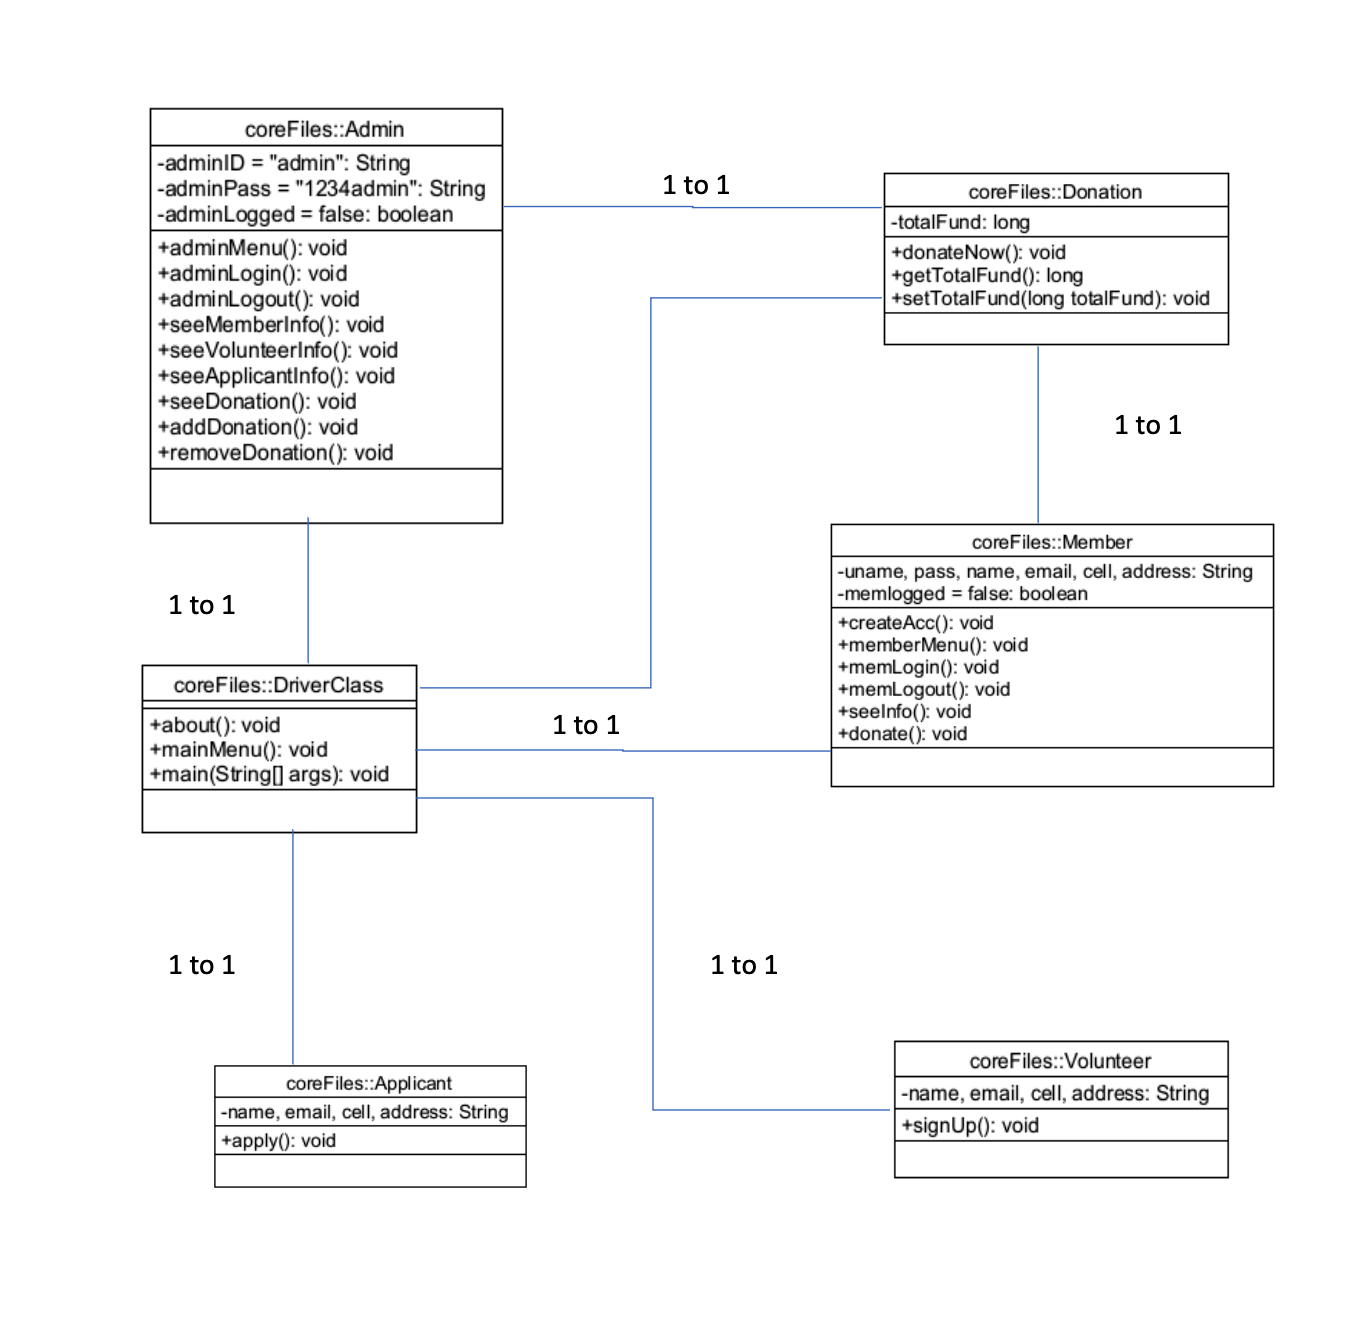 coreFiles::Admin
-adminID = "admin": String
-adminPass = "1234admin": String
-adminLogged = false: boolean
+adminMenu(): void
+adminLogin(): void
+adminLogout(): void
+seeMemberInfo(): void
+seeVolunteerInfo(): void
+seeApplicantInfo(): void
+seeDonation(): void
+addDonation(): void
+removeDonation(): void
1 to 1
coreFiles::Donation
-totalFund: long
+donateNow(): void
+getTotalFund(): long
+setTotalFund(long totalFund): void
1 to 1
coreFiles::Member
-uname, pass, name, email, cell, address: String
-memlogged = false: boolean
+createAcc(): void
+memberMenu(): void
+memLogin(): void
+memLogout(): void
+seeInfo(): void
+donate(): void
1 to 1
coreFiles::DriverClass
+about(): void
+mainMenu(): void
+main(String[] args): void
1 to 1
1 to 1
1 to 1
coreFiles::Applicant
-name, email, cell, address: String
+apply(): void
coreFiles::Volunteer
-name, email, cell, address: String
+signUp(): void